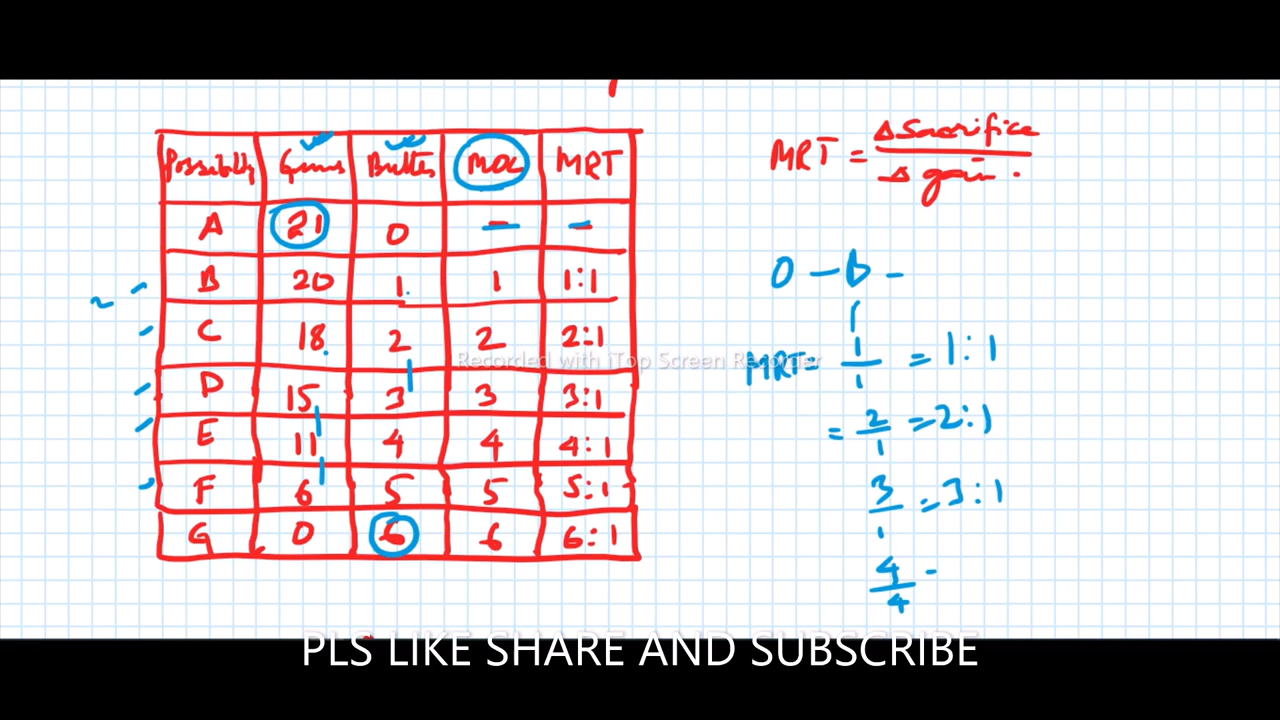 Possibility Guns Butter MOC MRT
A 21 0 - -
B 20 1 1 1:1
C 18 2 2 2:1
D 15 3 3 3:1
E 11 4 4 4:1
F 6 5 5 5:1
G 0 6 6 6:1
MRT = ΔSacrifice
Δ gain
0 - b -
1
MRT = 1/1 = 1:1
= 2/1 = 2:1
3/1 = 3:1
4/4 =
Recorded with iTop Screen Recorder
PLS LIKE SHARE AND SUBSCRIBE